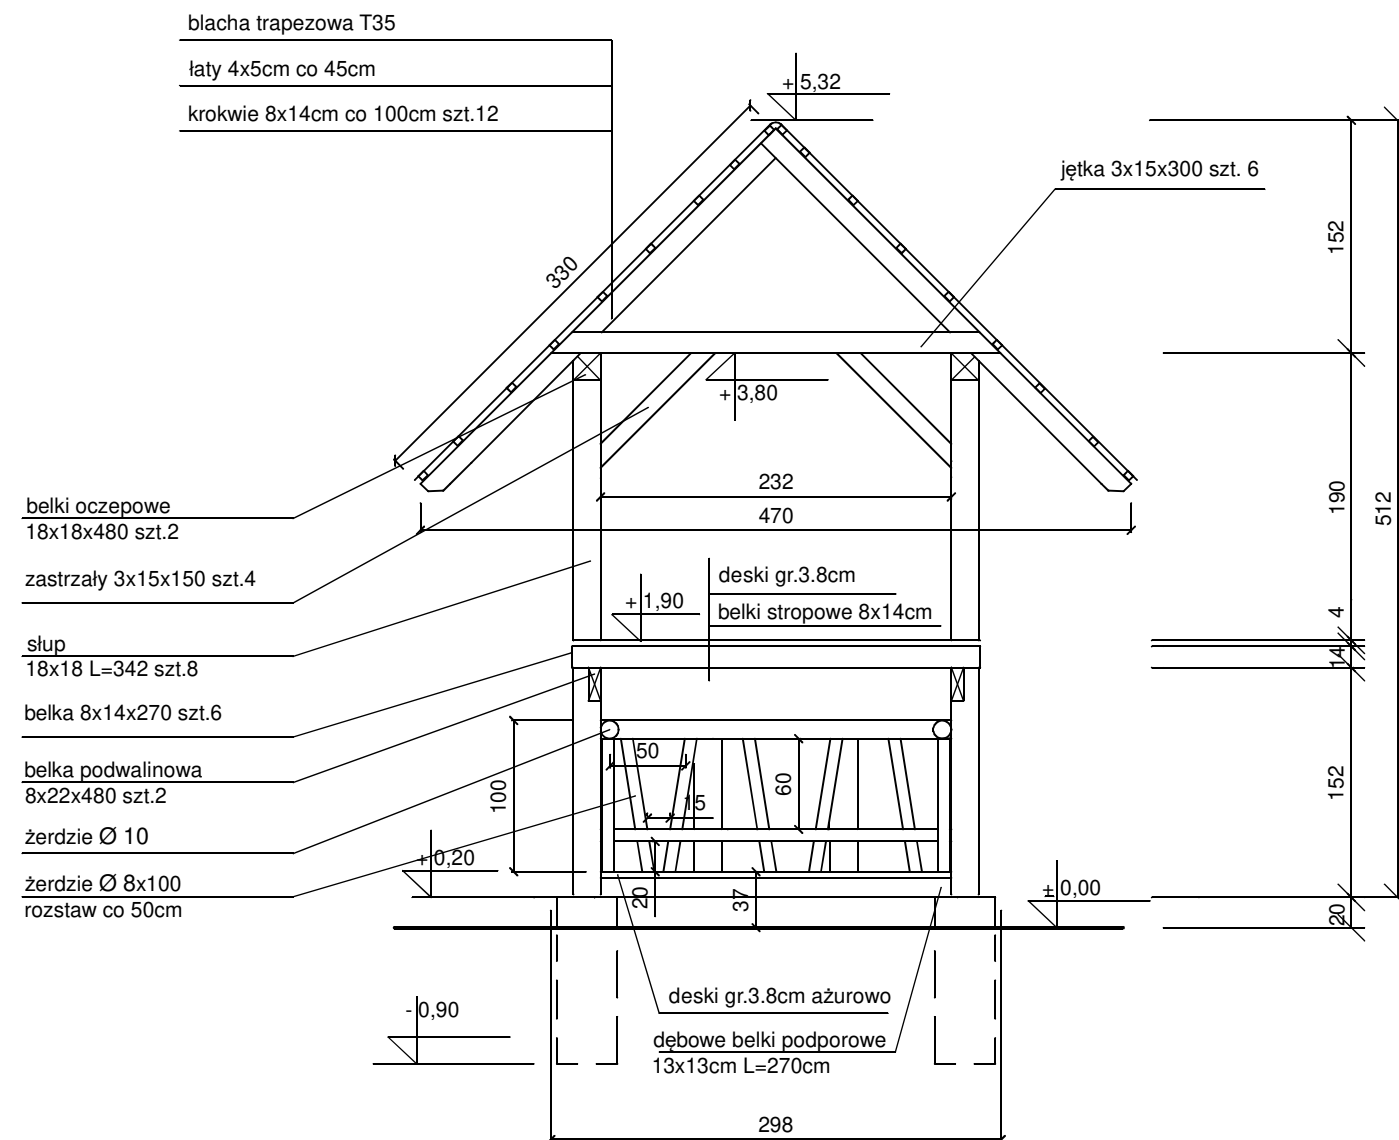 blacha trapezowa T35
łaty 4x5cm co 45cm
krokwie 8x14cm co 100cm szt.12
+ 5,32
jętka 3x15x300 szt. 6
330
152
+ 3,80
232
470
190
512
belki oczepowe
18x18x480 szt.2
zastrzały 3x15x150 szt.4
deski gr.3.8cm
belki stropowe 8x14cm
+ 1,90
4
14
słup
18x18 L=342 szt.8
belka 8x14x270 szt.6
belka podwalinowa
8x22x480 szt.2
żerdzie Ø 10
żerdzie Ø 8x100
rozstaw co 50cm
50
15
60
100
152
+ 0,20
20
37
± 0,00
20
- 0,90
deski gr.3.8cm ażurowo
dębowe belki podporowe
13x13cm L=270cm
298